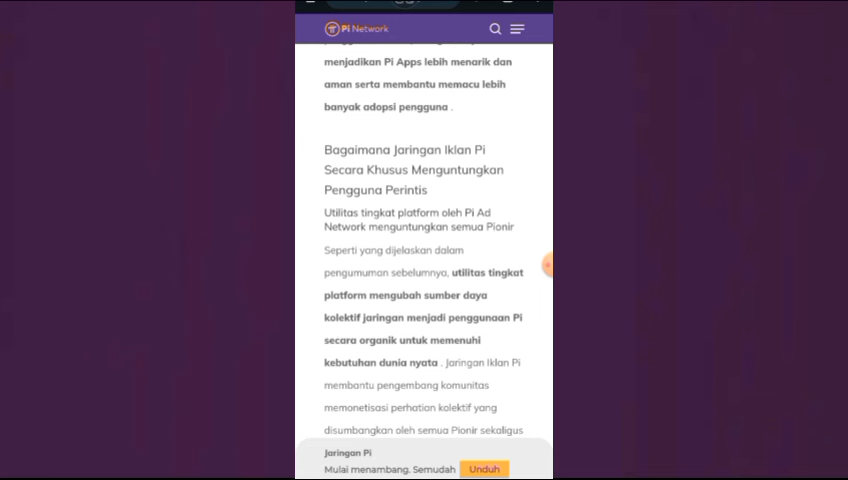 Pi Network
menjadikan Pi Apps lebih menarik dan
aman serta membantu memacu lebih
banyak adopsi pengguna .
Bagaimana Jaringan Iklan Pi
Secara Khusus Menguntungkan
Pengguna Perintis
Utilitas tingkat platform oleh Pi Ad
Network menguntungkan semua Pionir
Seperti yang dijelaskan dalam
pengumuman sebelumnya, utilitas tingkat
platform mengubah sumber daya
kolektif jaringan menjadi penggunaan Pi
secara organik untuk memenuhi
kebutuhan dunia nyata . Jaringan Iklan Pi
membantu pengembang komunitas
memonetisasi perhatian kolektif yang
disumbangkan oleh semua Pionir sekaligus
Jaringan Pi
Mulai menambang. Semudah
Unduh